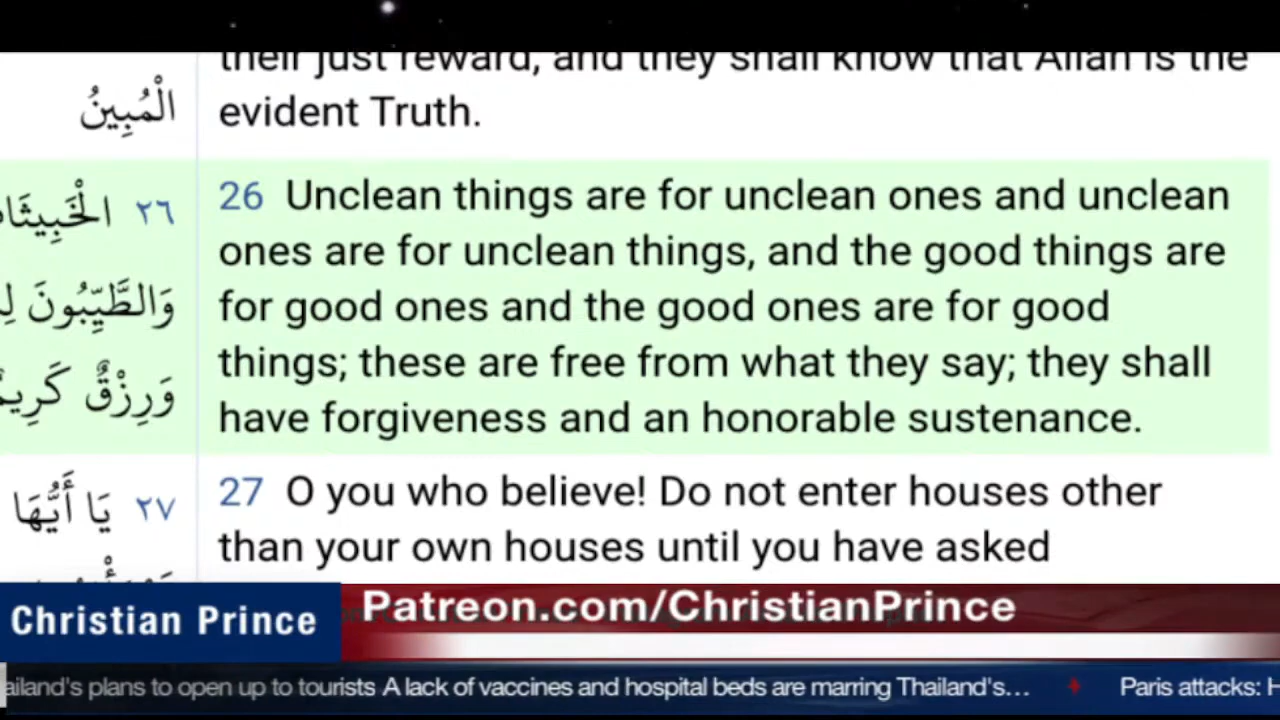 their just reward, and they shall know that Allah is the
الْمُبِينُ
evident Truth.
٢٦
26 Unclean things are for unclean ones and unclean
ones are for unclean things, and the good things are
وَالطَّيِّبُونَ
for good ones and the good ones are for good
things; these are free from what they say; they shall
وَرِزْقٌ
have forgiveness and an honorable sustenance.
٢٧ يَا أَيُّهَا
27 O you who believe! Do not enter houses other
than your own houses until you have asked
Christian Prince
Patreon.com/ChristianPrince
plans to open up to tourists A lack of vaccines and hospital beds are marring Thailand's... Paris attacks: